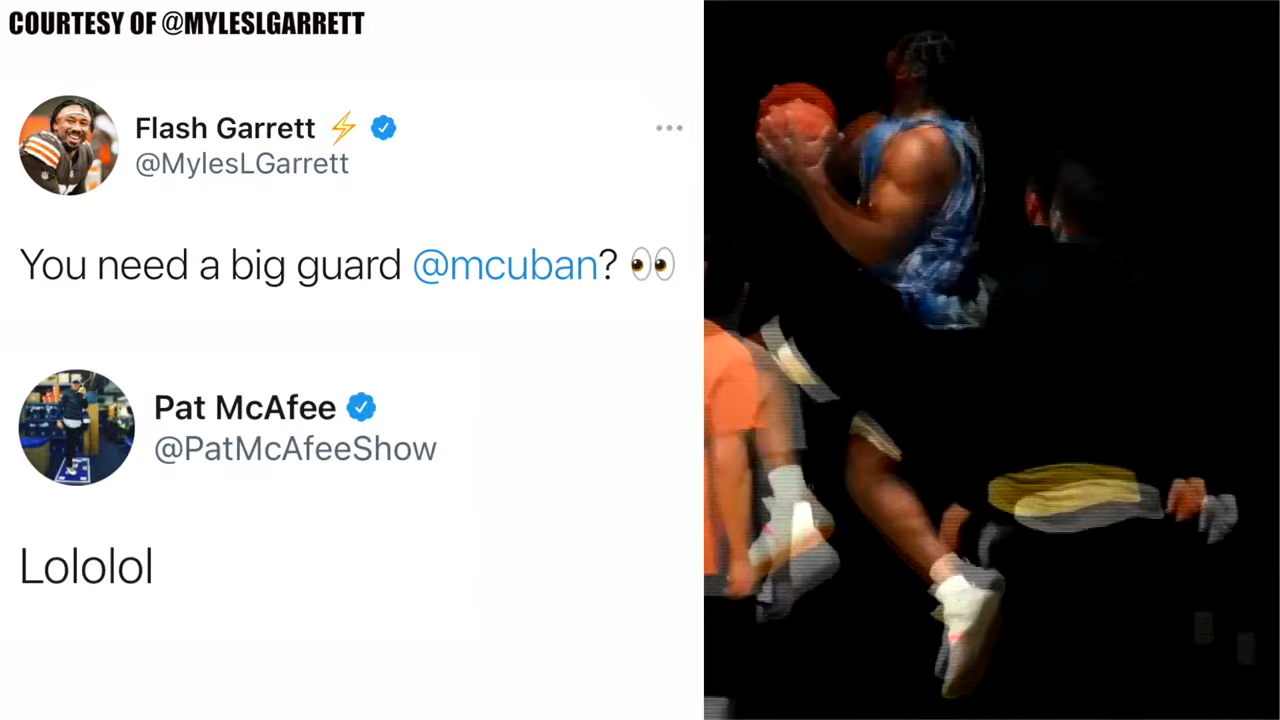 COURTESY OF @MYLESLGARRETT
Flash Garrett ⚡
@MylesLGarrett
You need a big guard @mcuban? 👀
Pat McAfee
@PatMcAfeeShow
Lololol